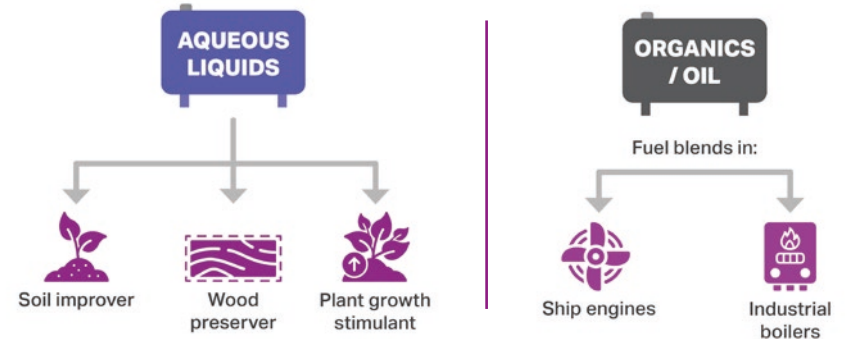 AQUEOUS
LIQUIDS
Soil improver
Wood
preserver
Plant growth
stimulant
ORGANICS
/ OIL
Fuel blends in:
Ship engines
Industrial
boilers